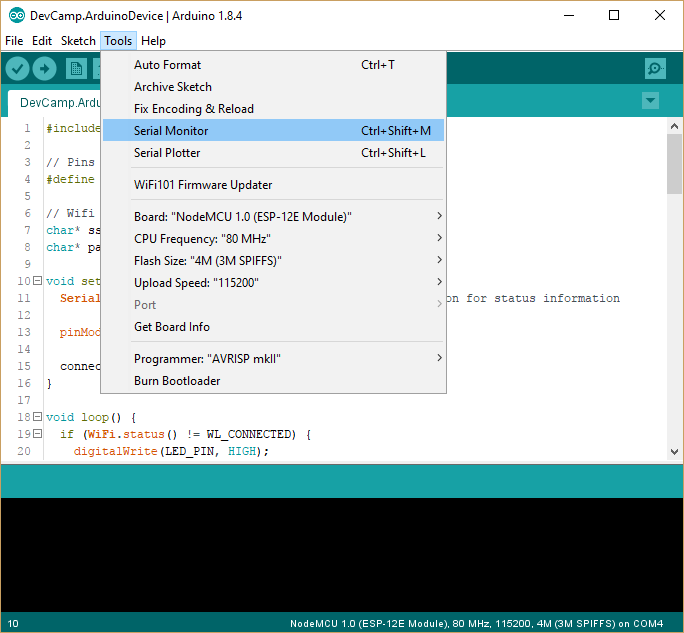 DevCamp.ArduinoDevice | Arduino 1.8.4
File Edit Sketch Tools Help
Auto Format Ctrl+T
Archive Sketch
Fix Encoding & Reload
Serial Monitor Ctrl+Shift+M
Serial Plotter Ctrl+Shift+L
WiFi101 Firmware Updater
Board: "NodeMCU 1.0 (ESP-12E Module)"
CPU Frequency: "80 MHz"
Flash Size: "4M (3M SPIFFS)"
Upload Speed: "115200"
Port
Get Board Info
Programmer: "AVRISP mkII"
Burn Bootloader
DevCamp.Ardu
1 #include
2
3 // Pins
4 #define
5
6 // Wifi
7 char* ss
8 char* pa
9
10 void set
11 Serial on for status information
12
13 pinMod
14
15 connec
16 }
17
18 void loop() {
19 if (WiFi.status() != WL_CONNECTED) {
20 digitalWrite(LED_PIN, HIGH);
10 NodeMCU 1.0 (ESP-12E Module), 80 MHz, 115200, 4M (3M SPIFFS) on COM4